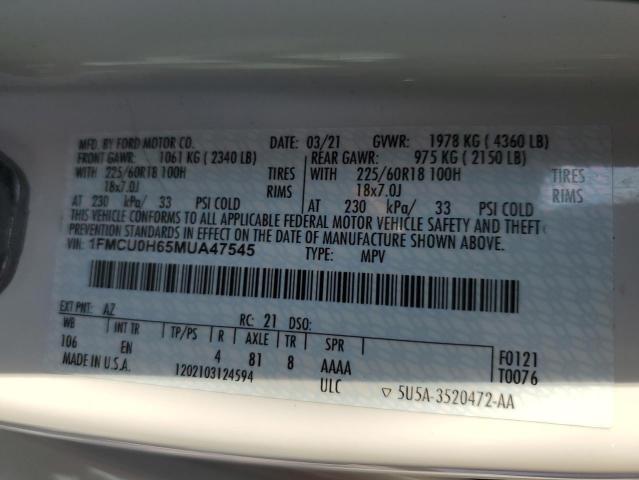 MFD. BY FORD MOTOR CO. DATE: 03/21 GVWR: 1978 KG ( 4360 LB)
FRONT GAWR: 1061 KG ( 2340 LB) REAR GAWR: 975 KG ( 2150 LB)
WITH 225/60R18 100H TIRES WITH 225/60R18 100H TIRES
18x7.0J RIMS 18x7.0J RIMS
AT 230 kPa/ 33 PSI COLD AT 230 kPa/ 33 PSI COLD
THIS VEHICLE CONFORMS TO ALL APPLICABLE FEDERAL MOTOR VEHICLE SAFETY AND THEFT
PREVENTION STANDARDS IN EFFECT ON THE DATE OF MANUFACTURE SHOWN ABOVE.
VIN: 1FMCU0H65MUA47545 TYPE: MPV
EXT PNT: AZ RC: 21 DSO:
WB INT TR TP/PS R AXLE TR SPR
106 EN 4 81 8 AAAA F0121
MADE IN U.S.A. 1202103124594 ULC T0076
▽ 5U5A-3520472-AA